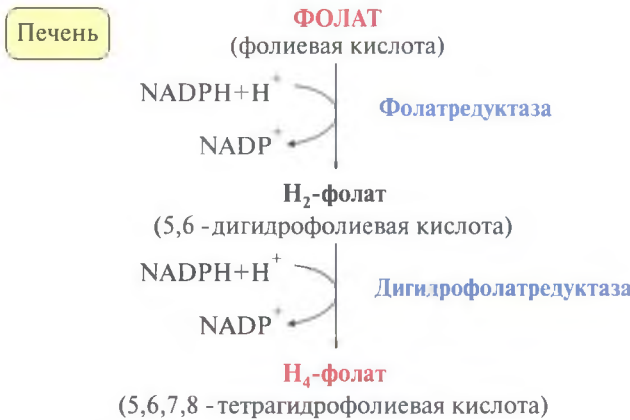 Печень
ФОЛАТ
(фолиевая кислота)
NADPH+H⁺
Фолатредуктаза
NADP⁺
H₂-фолат
(5,6 -дигидрофолиевая кислота)
NADPH+H⁺
Дигидрофолатредуктаза
NADP⁺
H₄-фолат
(5,6,7,8 -тетрагидрофолиевая кислота)